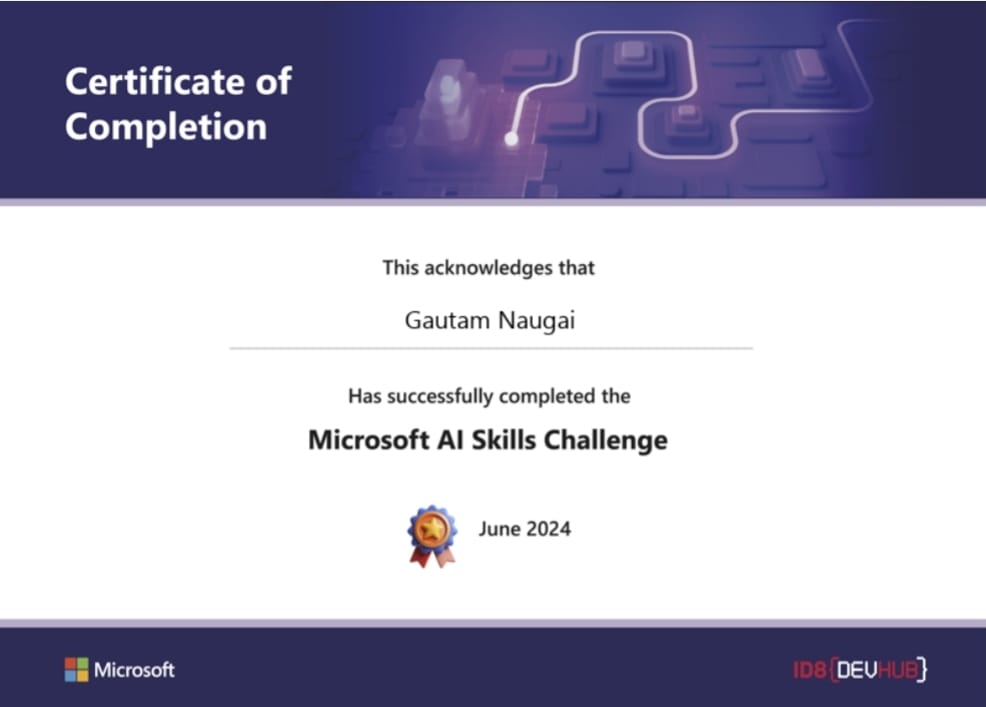 Certificate of
Completion
This acknowledges that
Gautam Naugai
Has successfully completed the
Microsoft AI Skills Challenge
June 2024
Microsoft
ID8{DEVHUB}